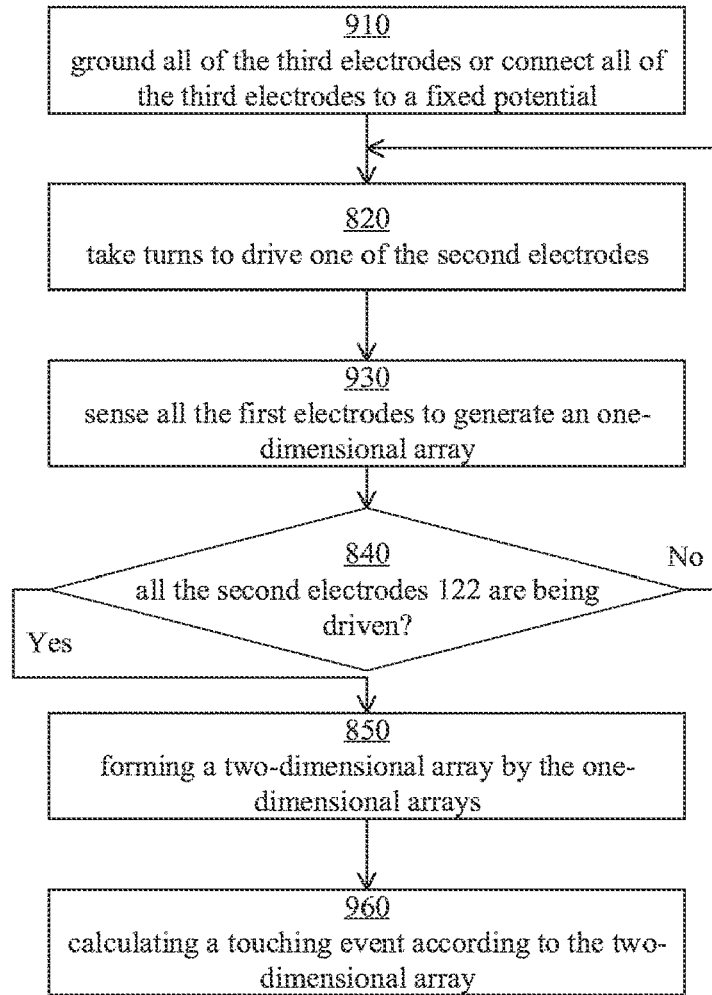 910
ground all of the third electrodes or connect all of
the third electrodes to a fixed potential
820
take turns to drive one of the second electrodes
930
sense all the first electrodes to generate an one-
dimensional array
840
all the second electrodes 122 are being
driven?
No
Yes
850
forming a two-dimensional array by the one-
dimensional arrays
960
calculating a touching event according to the two-
dimensional array